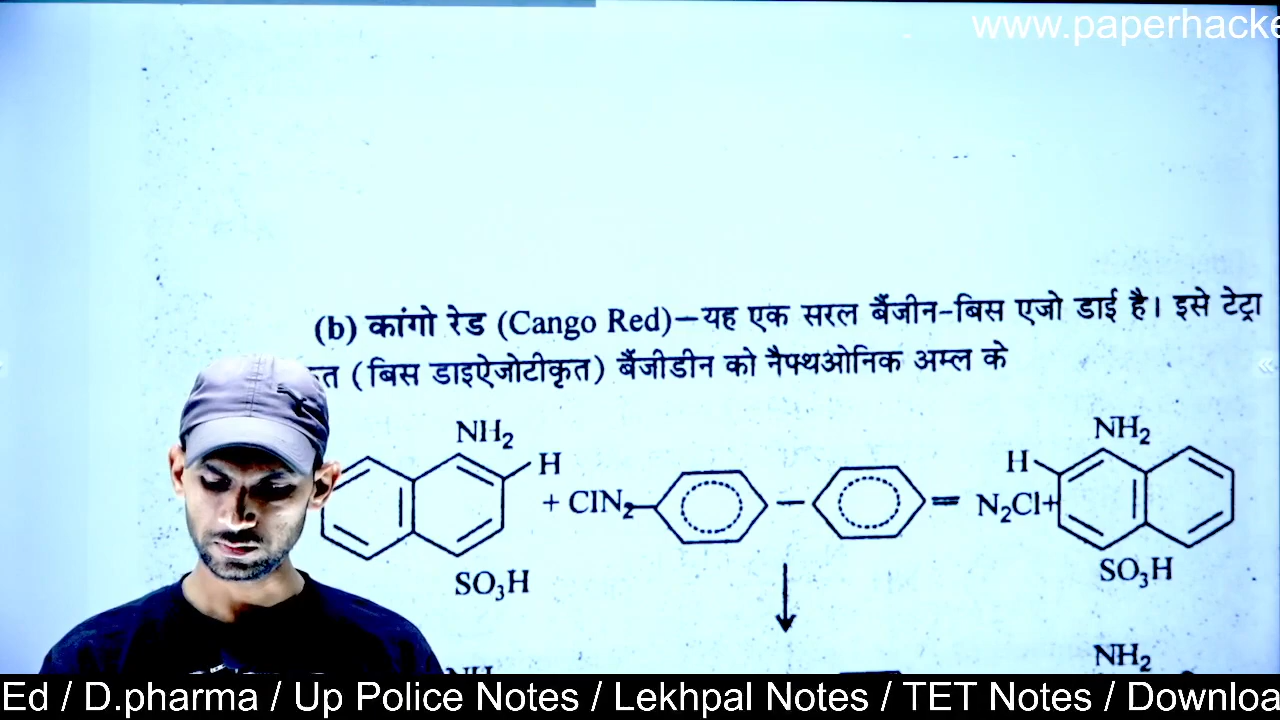 www.paperhacke
(b) कांगो रेड (Cango Red)–यह एक सरल बैंजीन-बिस एजो डाई है। इसे टेट्रा
(बिस डाइऐजोटीकृत) बैंजीडीन को नैफ्थओनिक अम्ल के
NH₂ NH₂
H H
+ ClN₂ N₂Cl+
SO₃H SO₃H
NH₂
Ed / D.pharma / Up Police Notes / Lekhpal Notes / TET Notes / Downloa